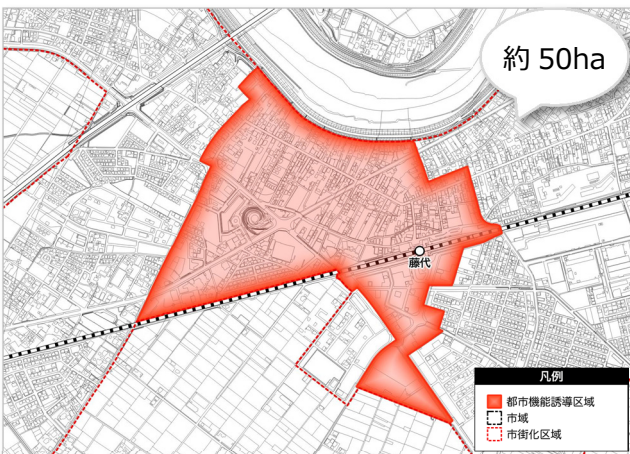 約 50ha
藤代
凡例
都市機能誘導区域
市域
市街化区域